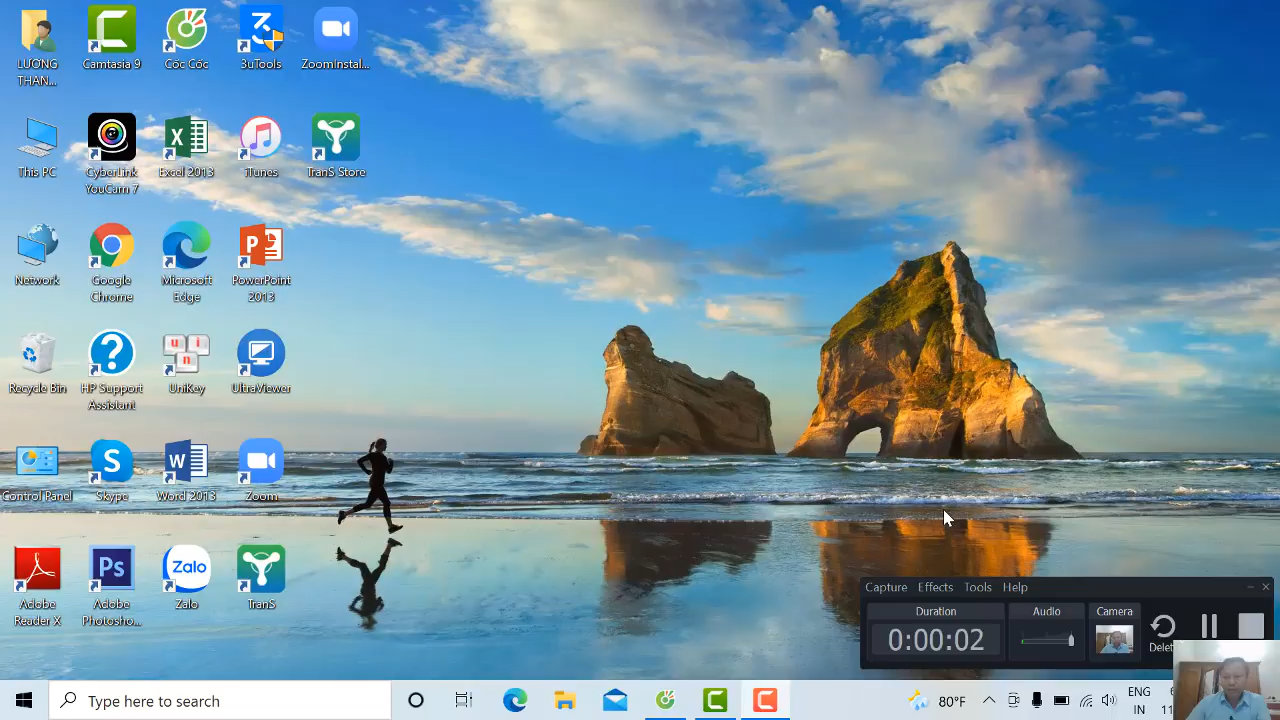 LUONG
THAN...
Camtasia 9
Cốc Cốc
3uTools
ZoomInstal...
This PC
CyberLink
YouCam 7
Excel 2013
iTunes
TranS Store
Network
Google
Chrome
Microsoft
Edge
PowerPoint
2013
Recycle Bin
HP Support
Assistant
u i
n
UniKey
UltraViewer
Control Panel
Skype
Word 2013
Zoom
Adobe
Reader X
Ps
Adobe
Photosho...
Zalo
Zalo
TranS
Capture Effects Tools Help
Duration
0:00:02
Audio
Camera
Type here to search
80°F
ENG
IN